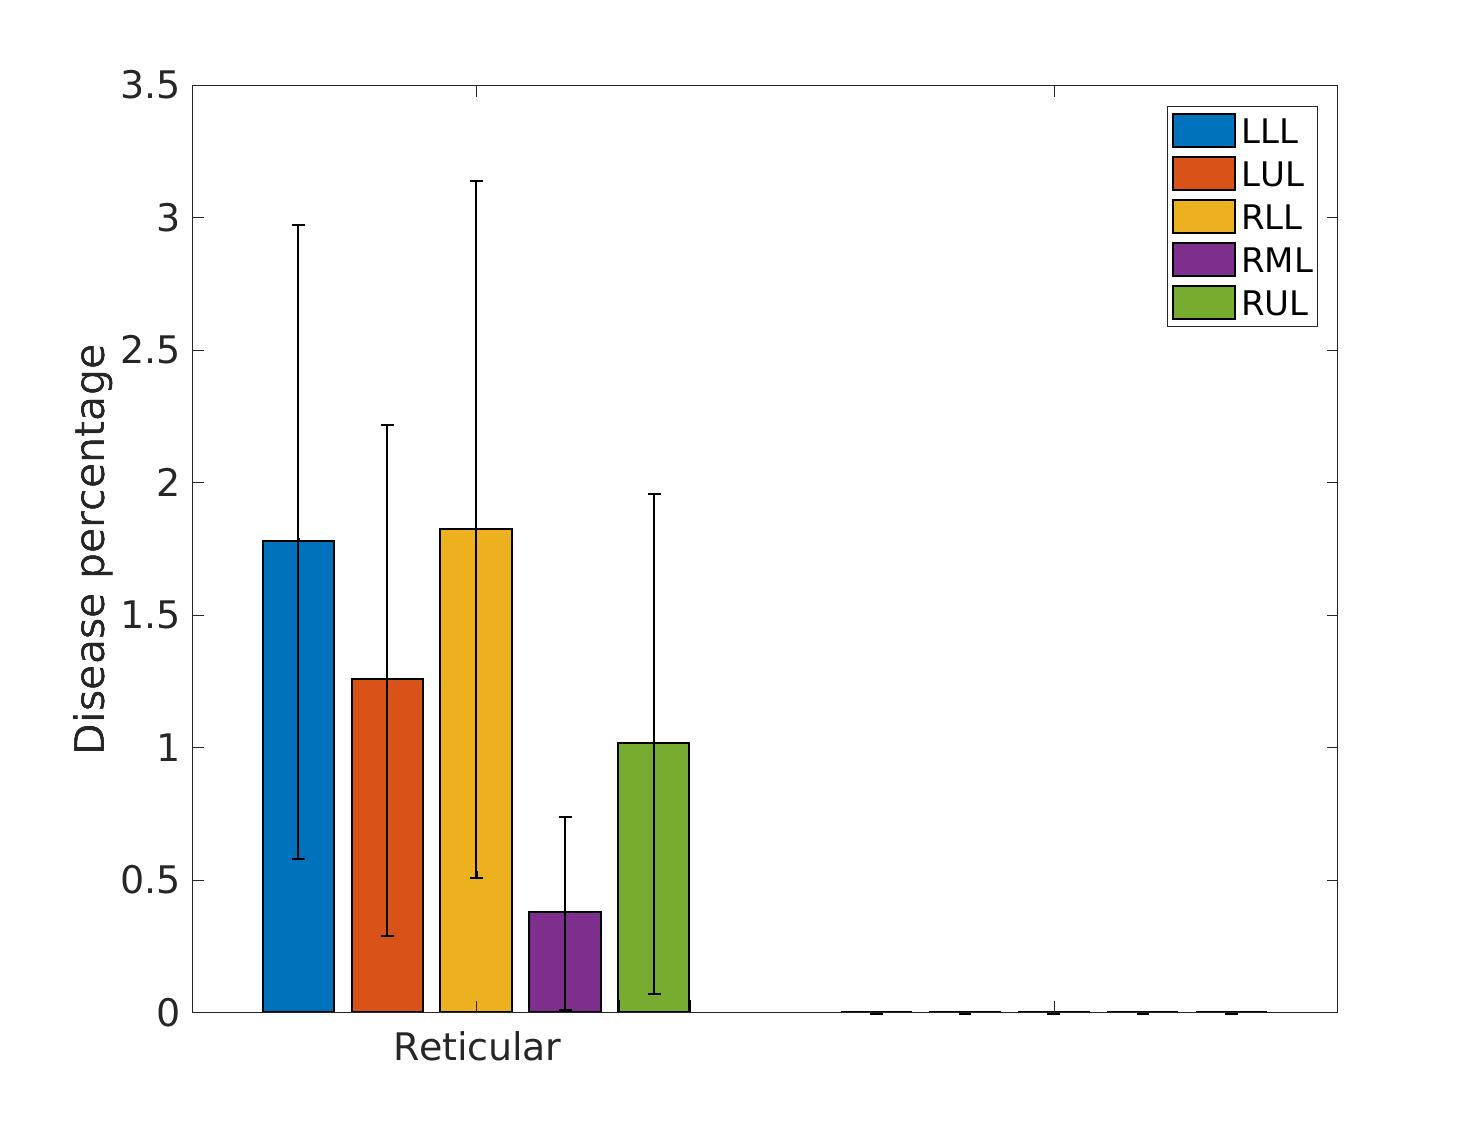 3.5
3
2.5
2
1.5
1
0.5
0
Disease percentage
Reticular
LLL
LUL
RLL
RML
RUL